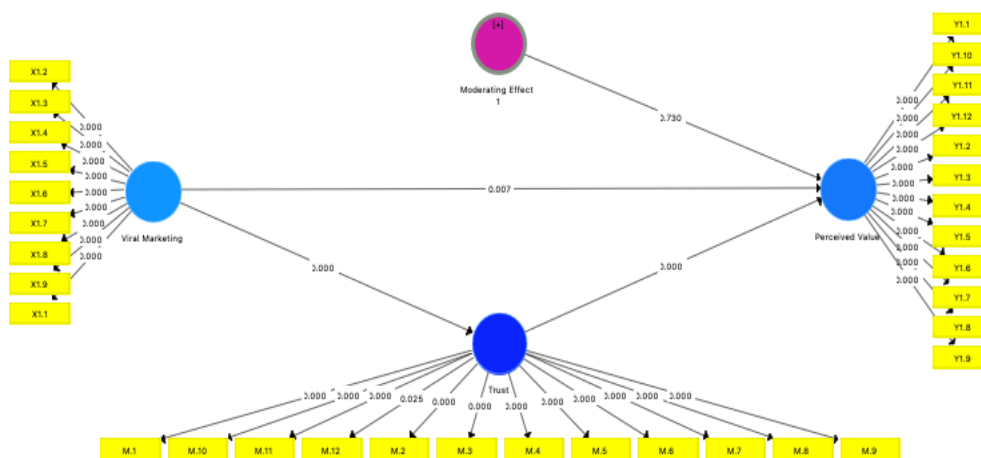 [+]
Moderating Effect
1
X1.2
X1.3
X1.4
X1.5
X1.6
X1.7
X1.8
X1.9
X1.1
0.000
0.000
0.000
0.000
0.000
0.000
0.000
0.000
0.000
Viral Marketing
0.730
0.007
0.000
0.000
Perceived Value
0.000
0.000
0.000
0.000
0.000
0.000
0.000
0.000
0.000
0.000
0.000
0.000
Y1.1
Y1.10
Y1.11
Y1.12
Y1.2
Y1.3
Y1.4
Y1.5
Y1.6
Y1.7
Y1.8
Y1.9
Trust
0.000
0.000
0.000
0.025
0.000
0.000
0.000
0.000
0.000
0.000
0.000
0.000
M.1
M.10
M.11
M.12
M.2
M.3
M.4
M.5
M.6
M.7
M.8
M.9